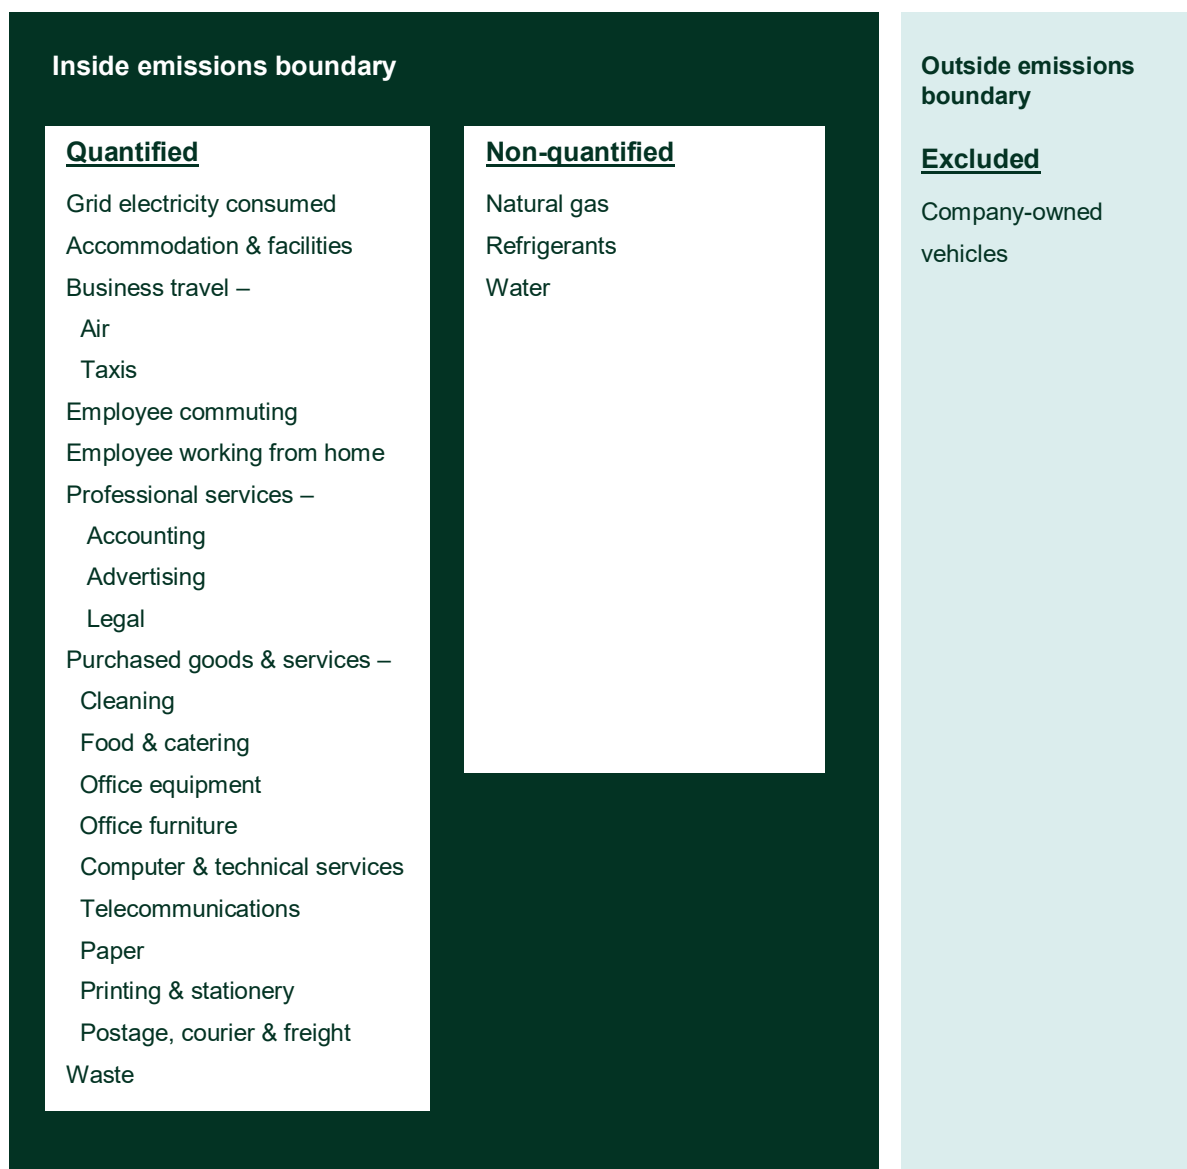 Inside emissions boundary
Quantified
Grid electricity consumed
Accommodation & facilities
Business travel –
Air
Taxis
Employee commuting
Employee working from home
Professional services –
Accounting
Advertising
Legal
Purchased goods & services –
Cleaning
Food & catering
Office equipment
Office furniture
Computer & technical services
Telecommunications
Paper
Printing & stationery
Postage, courier & freight
Waste
Non-quantified
Natural gas
Refrigerants
Water
Outside emissions
boundary
Excluded
Company-owned
vehicles